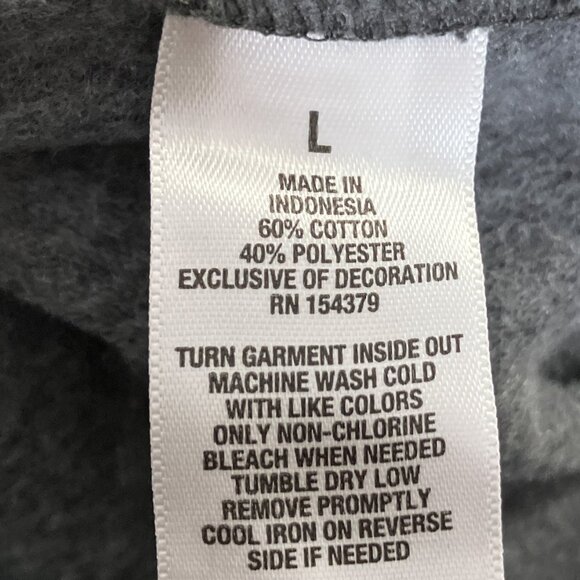 L
MADE IN
INDONESIA
60% COTTON
40% POLYESTER
EXCLUSIVE OF DECORATION
RN 154379
TURN GARMENT INSIDE OUT
MACHINE WASH COLD
WITH LIKE COLORS
ONLY NON-CHLORINE
BLEACH WHEN NEEDED
TUMBLE DRY LOW
REMOVE PROMPTLY
COOL IRON ON REVERSE
SIDE IF NEEDED